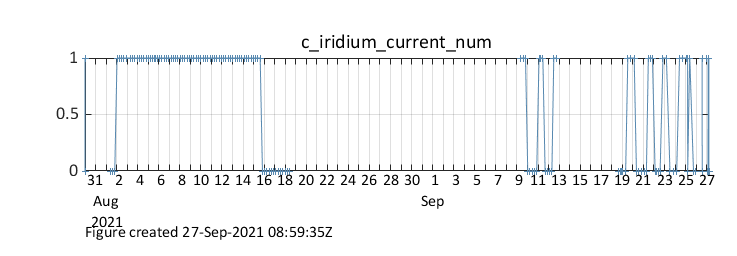 c_iridium_current_num
1
0.5
0
31 2 4 6 8 10 12 14 16 18 20 22 24 26 28 30 1 3 5 7 9 11 13 15 17 19 21 23 25 27
Aug Sep
2021
Figure created 27-Sep-2021 08:59:35Z